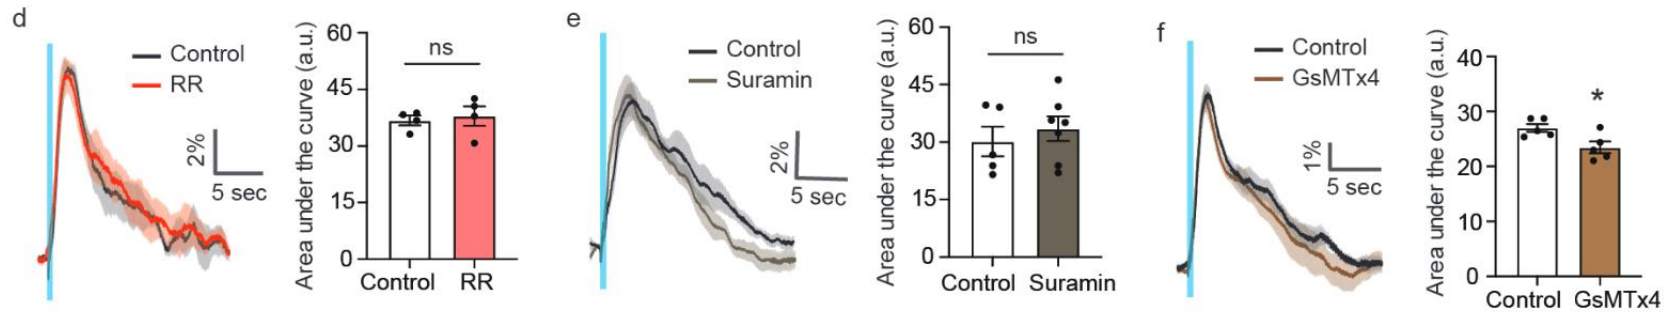 d
Control
RR
2%
5 sec
Area under the curve (a.u.)
60
45
30
15
0
ns
Control RR
e
Control
Suramin
2%
5 sec
Area under the curve (a.u.)
60
45
30
15
0
ns
Control Suramin
f
Control
GsMTx4
1%
5 sec
Area under the curve (a.u.)
40
30
20
10
0
*
Control GsMTx4